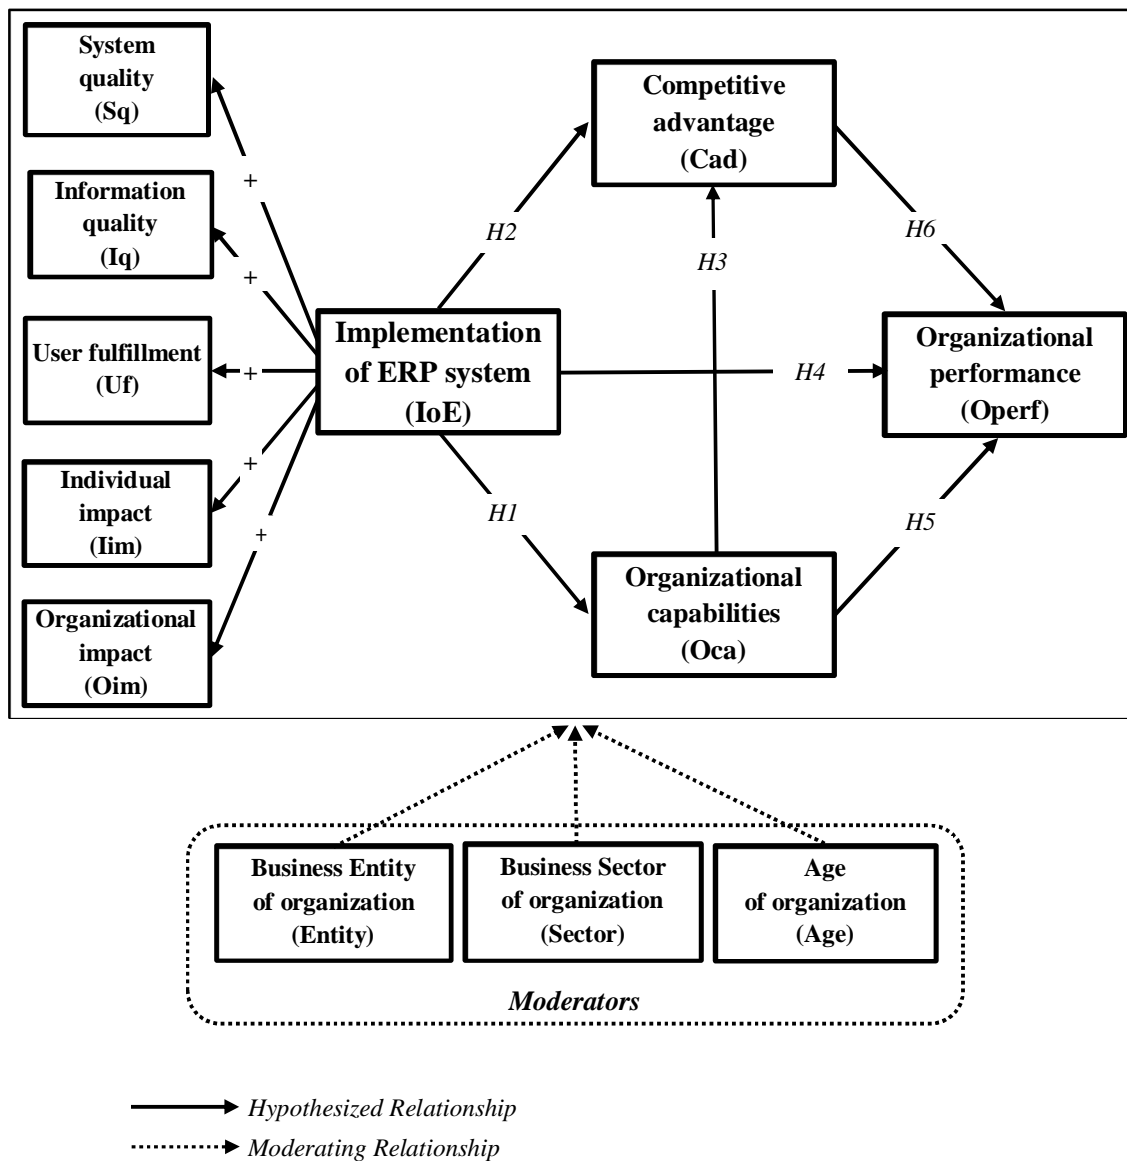 System
quality
(Sq)
Information
quality
(Iq)
User fulfillment
(Uf)
Individual
impact
(Iim)
Organizational
impact
(Oim)
+
+
+
+
+
Implementation
of ERP system
(IoE)
Competitive
advantage
(Cad)
Organizational
capabilities
(Oca)
Organizational
performance
(Operf)
H2
H3
H6
H4
H1
H5
Business Entity
of organization
(Entity)
Business Sector
of organization
(Sector)
Age
of organization
(Age)
Moderators
Hypothesized Relationship
Moderating Relationship